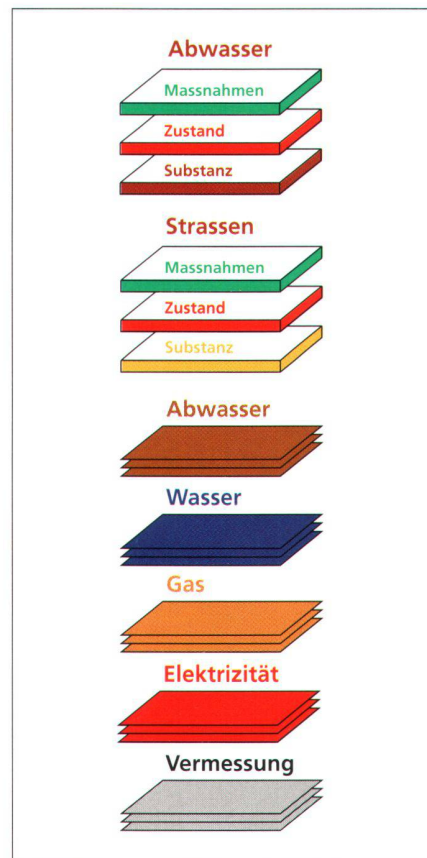 Abwasser
Massnahmen
Zustand
Substanz
Strassen
Massnahmen
Zustand
Substanz
Abwasser
Wasser
Gas
Elektrizität
Vermessung